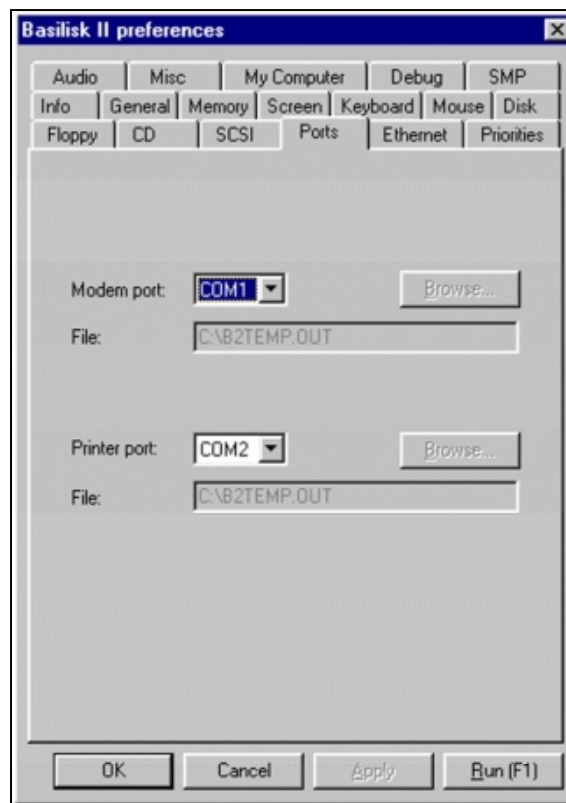 Basilisk II preferences
Audio Misc My Computer Debug SMP
Info General Memory Screen Keyboard Mouse Disk
Floppy CD SCSI Ports Ethernet Priorities
Modem port: COM1 Browse...
File: C:\B2TEMP.OUT
Printer port: COM2 Browse...
File: C:\B2TEMP.OUT
OK Cancel Apply Run (F1)